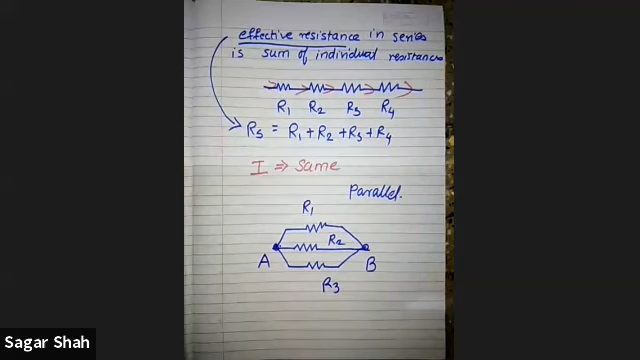 effective resistance in series
is sum of individual resistances
R1 R2 R3 R4
Rs = R1 + R2 + R3 + R4
I ⇒ Same
Parallel.
R1
R2
A B
R3
Sagar Shah